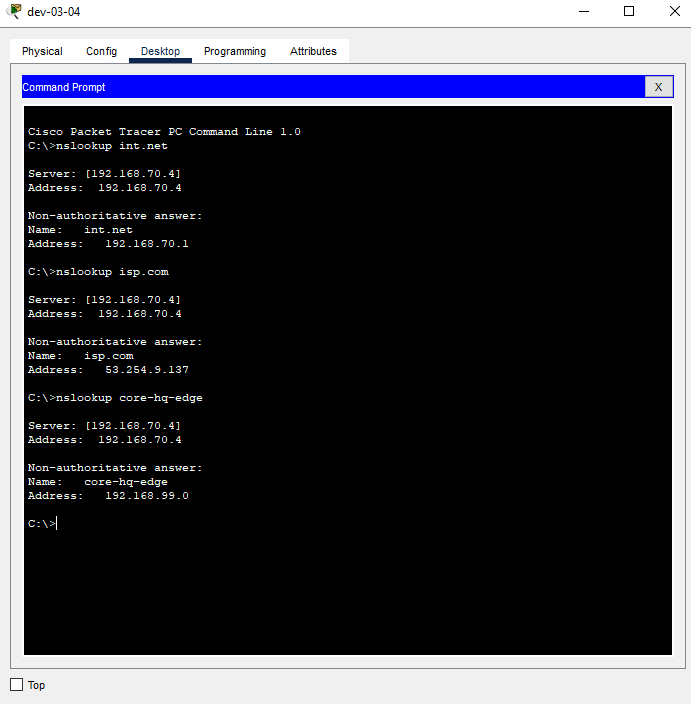 dev-03-04
Physical Config Desktop Programming Attributes
Command Prompt X
Cisco Packet Tracer PC Command Line 1.0
C:\>nslookup int.net
Server: [192.168.70.4]
Address:  192.168.70.4
Non-authoritative answer:
Name:   int.net
Address:   192.168.70.1
C:\>nslookup isp.com
Server: [192.168.70.4]
Address:  192.168.70.4
Non-authoritative answer:
Name:   isp.com
Address:   53.254.9.137
C:\>nslookup core-hq-edge
Server: [192.168.70.4]
Address:  192.168.70.4
Non-authoritative answer:
Name:   core-hq-edge
Address:   192.168.99.0
C:\>
Top